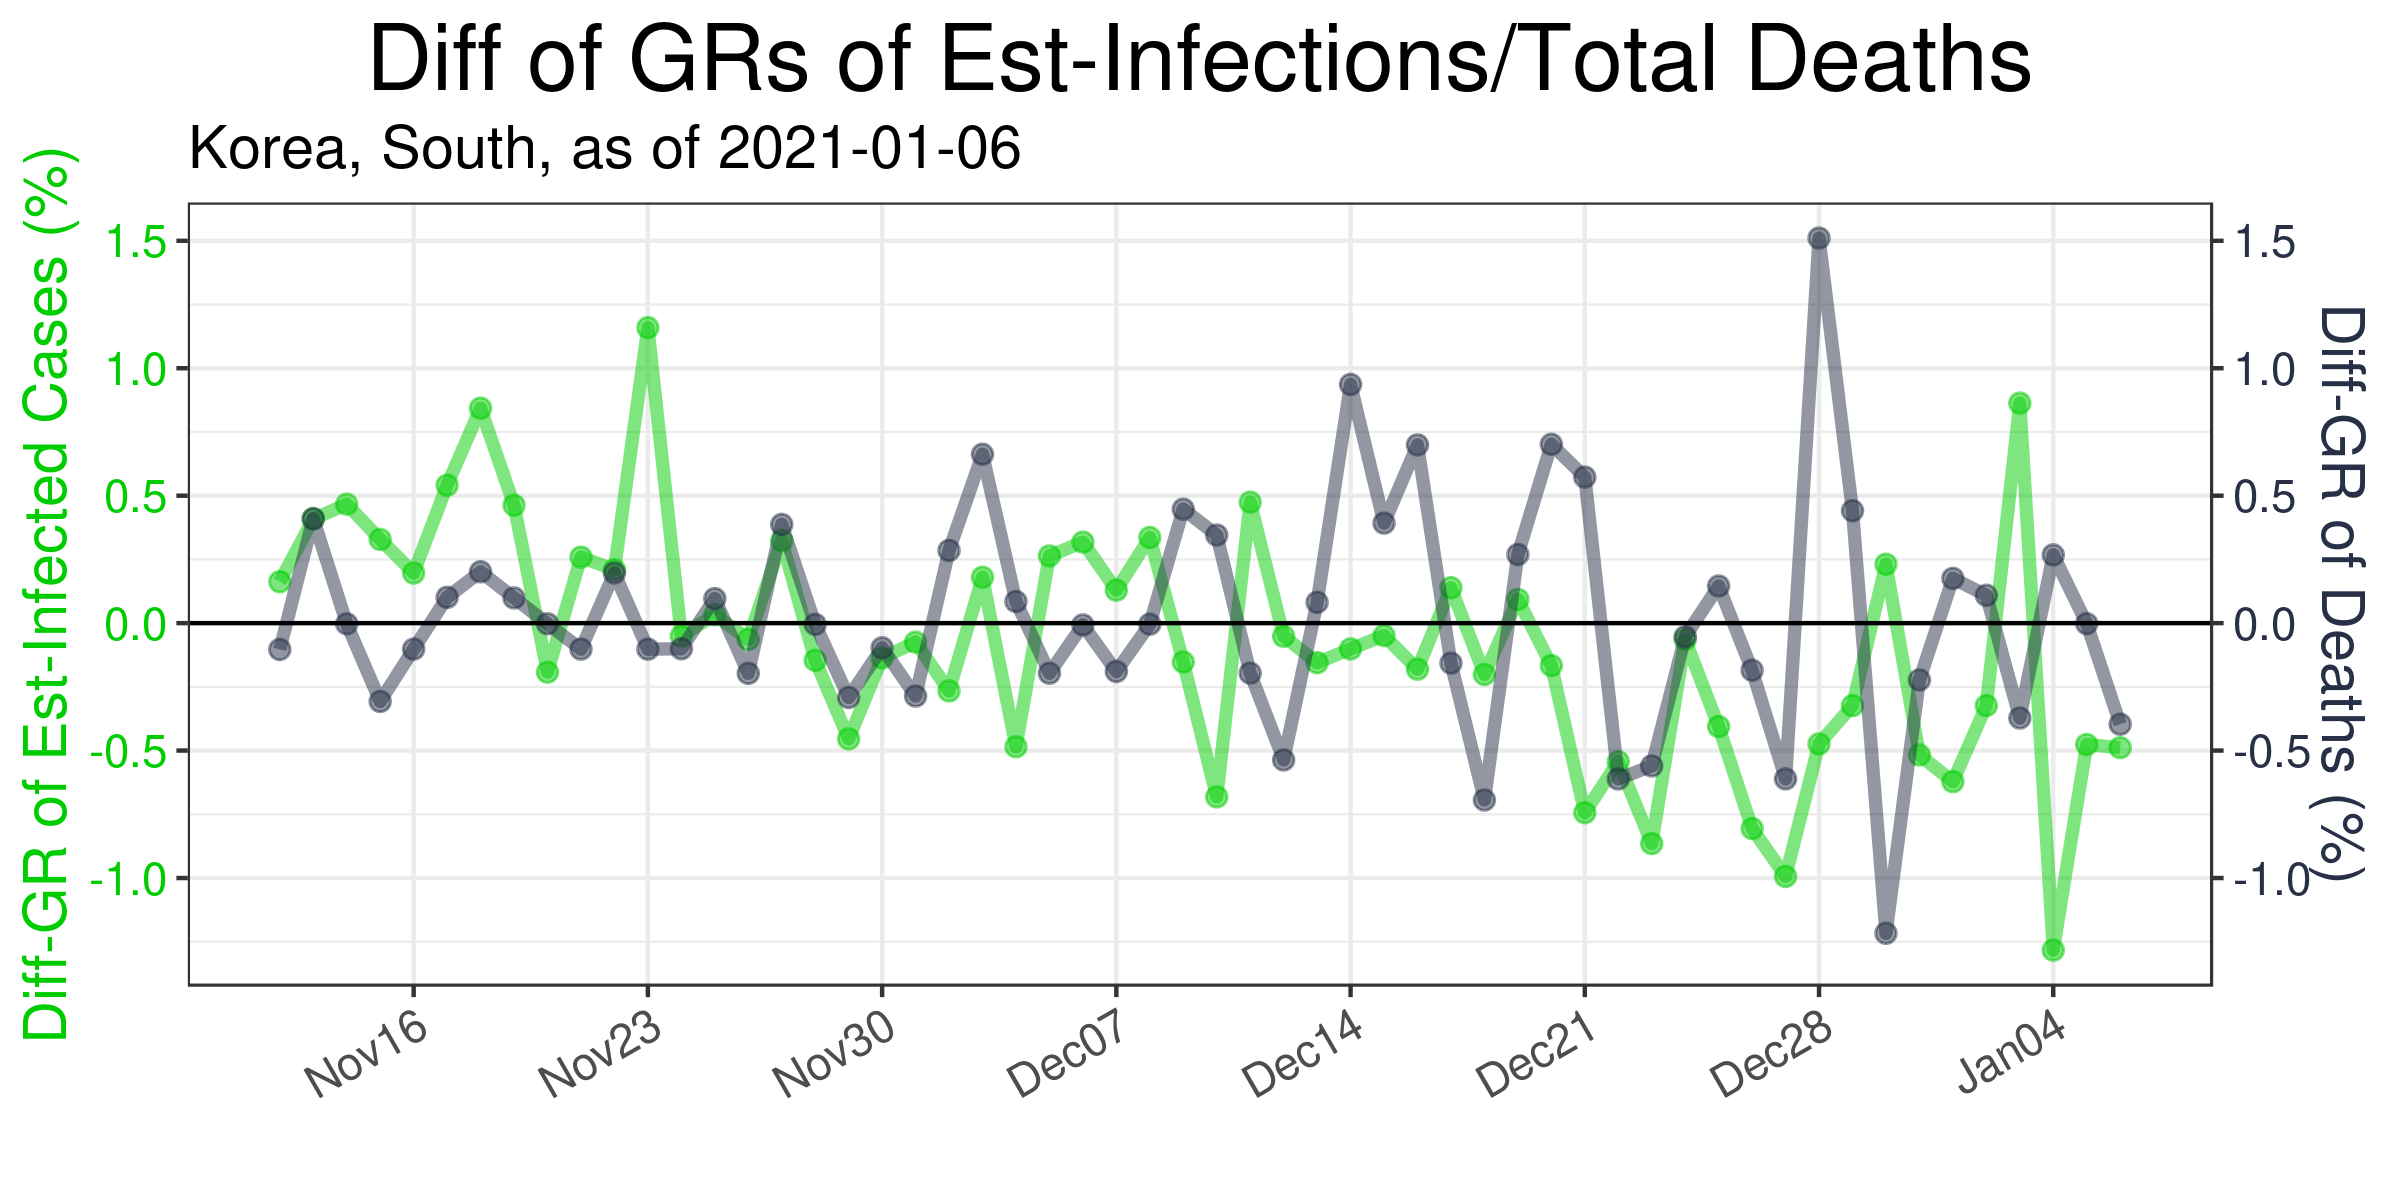 Diff of GRs of Est-Infections/Total Deaths
Korea, South, as of 2021-01-06
Diff-GR of Est-Infected Cases (%)
1.5
1.0
0.5
0.0
-0.5
-1.0
1.5
1.0
0.5
0.0
-0.5
-1.0
Diff-GR of Deaths (%)
Nov16
Nov23
Nov30
Dec07
Dec14
Dec21
Dec28
Jan04